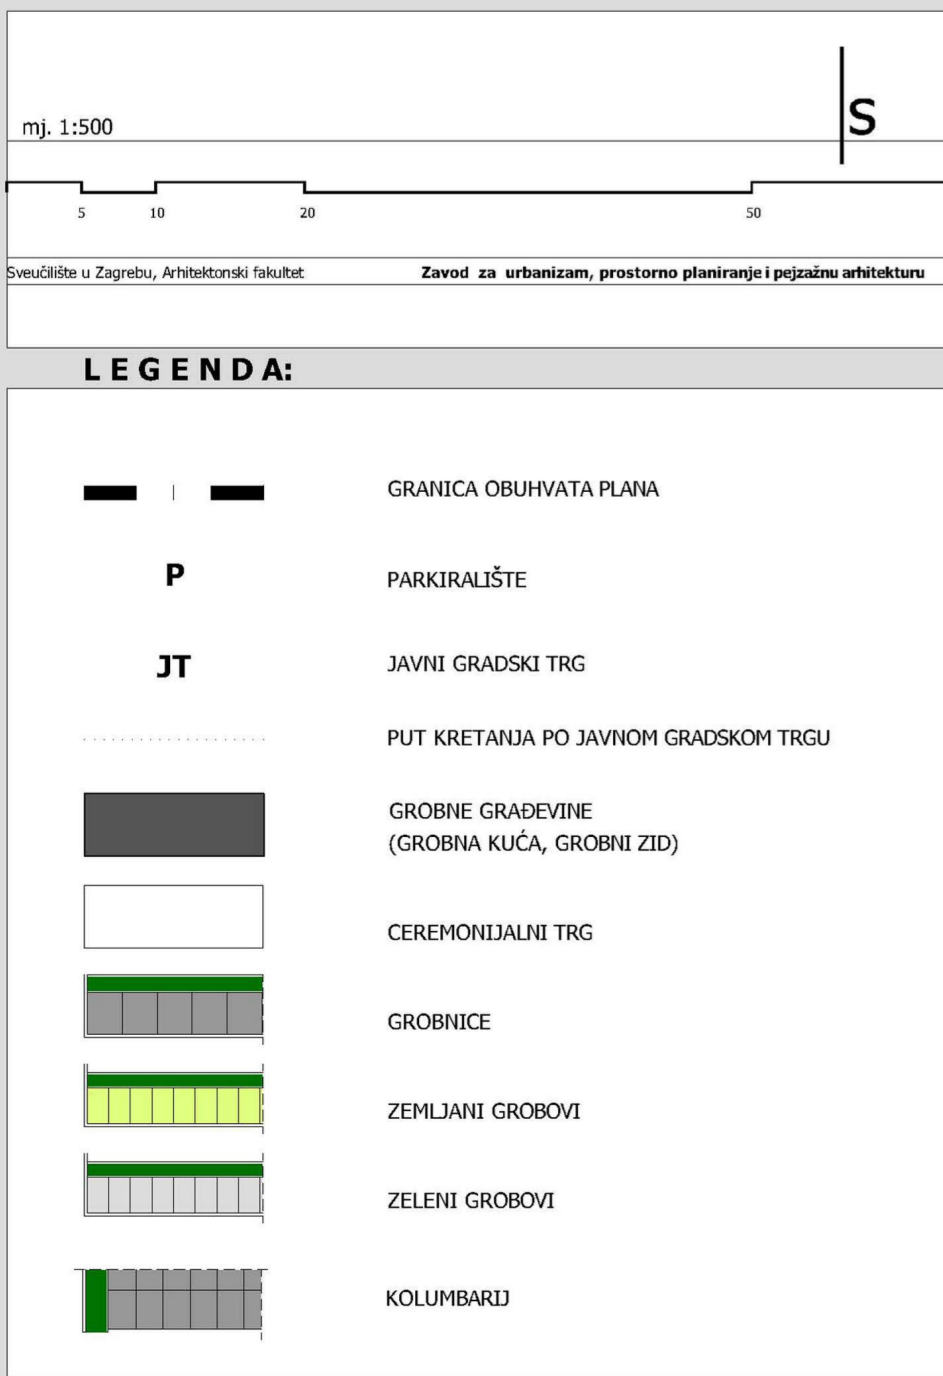 mj. 1:500
S
5 10 20 50
Sveučilište u Zagrebu, Arhitektonski fakultet Zavod za urbanizam, prostorno planiranje i pejzažnu arhitekturu
L E G E N D A:
GRANICA OBUHVATA PLANA
P PARKIRALIŠTE
JT JAVNI GRADSKI TRG
PUT KRETANJA PO JAVNOM GRADSKOM TRGU
GROBNE GRAĐEVINE
(GROBNA KUĆA, GROBNI ZID)
CEREMONIJALNI TRG
GROBNICE
ZEMLJANI GROBOVI
ZELENI GROBOVI
KOLUMBARIJ